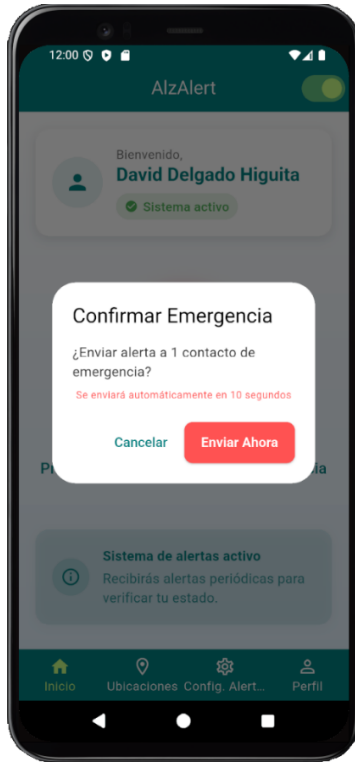 12:00
AlzAlert
Bienvenido,
David Delgado Higuita
Sistema activo
Confirmar Emergencia
¿Enviar alerta a 1 contacto de
emergencia?
Se enviará automáticamente en 10 segundos
Cancelar Enviar Ahora
Sistema de alertas activo
Recibirás alertas periódicas para
verificar tu estado.
Inicio Ubicaciones Config. Alert... Perfil